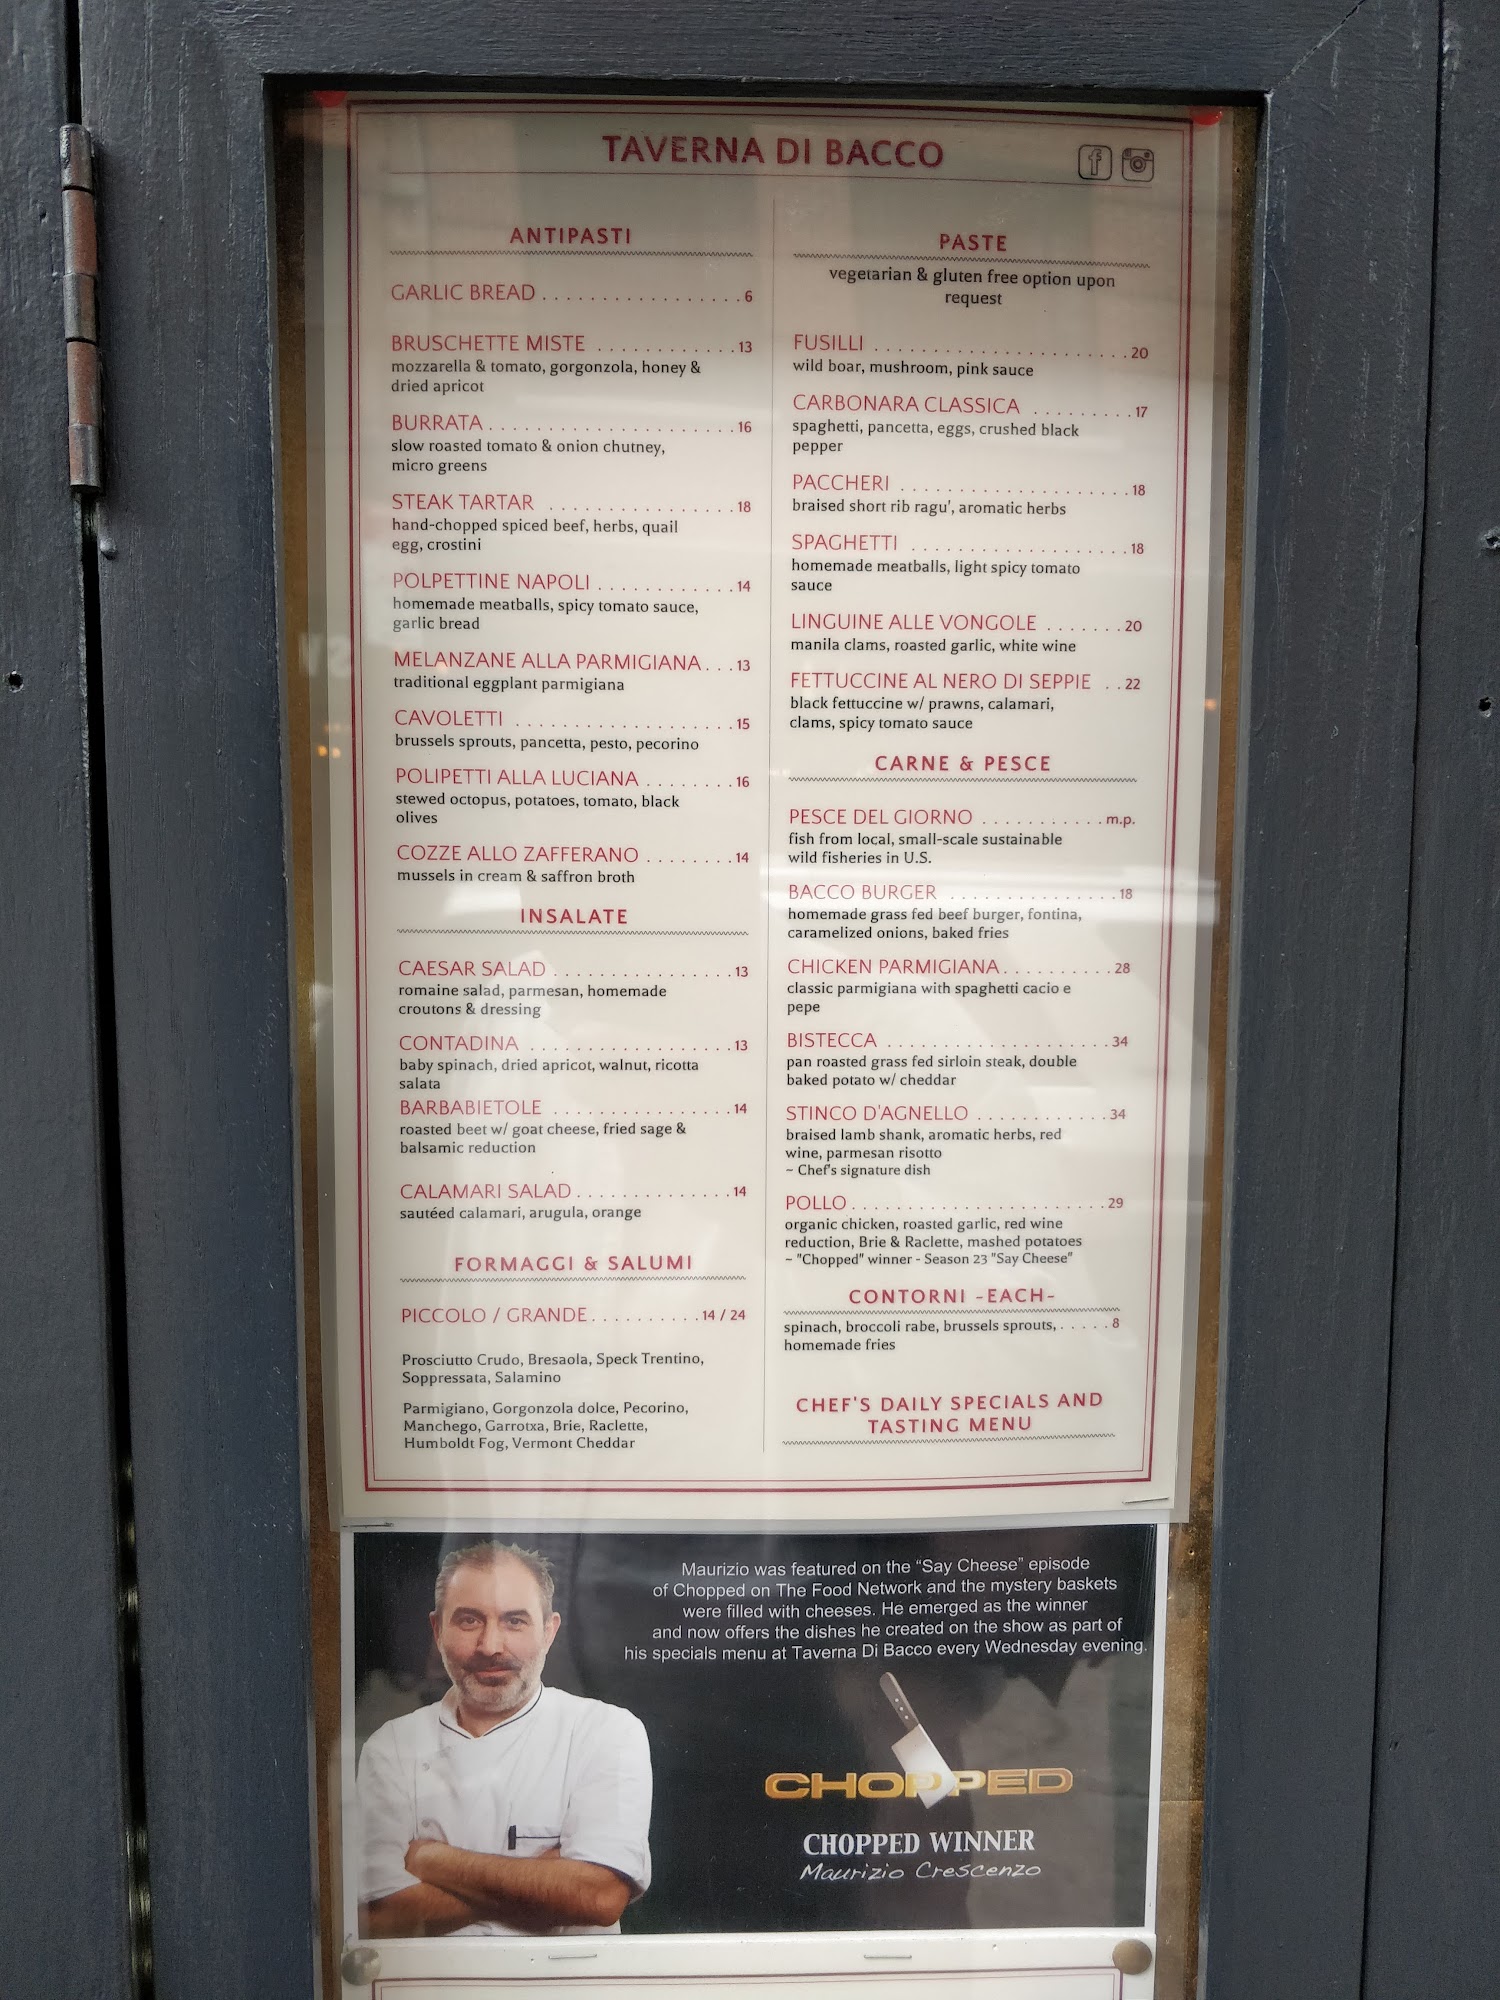 TAVERNA DI BACCO
ANTIPASTI
GARLIC BREAD . . . . . . . . . . . . . . . . . 6
BRUSCHETTE MISTE . . . . . . . . . . . . 13
mozzarella & tomato, gorgonzola, honey &
dried apricot
BURRATA . . . . . . . . . . . . . . . . . . . . . 16
slow roasted tomato & onion chutney,
micro greens
STEAK TARTAR . . . . . . . . . . . . . . . . 18
hand-chopped spiced beef, herbs, quail
egg, crostini
POLPETTINE NAPOLI . . . . . . . . . . . . 14
homemade meatballs, spicy tomato sauce,
garlic bread
MELANZANE ALLA PARMIGIANA . . . 13
traditional eggplant parmigiana
CAVOLETTI . . . . . . . . . . . . . . . . . . . 15
brussels sprouts, pancetta, pesto, pecorino
POLIPETTI ALLA LUCIANA . . . . . . . . 16
stewed octopus, potatoes, tomato, black
olives
COZZE ALLO ZAFFERANO . . . . . . . . 14
mussels in cream & saffron broth
INSALATE
CAESAR SALAD . . . . . . . . . . . . . . . . 13
romaine salad, parmesan, homemade
croutons & dressing
CONTADINA . . . . . . . . . . . . . . . . . . 13
baby spinach, dried apricot, walnut, ricotta
salata
BARBABIETOLE . . . . . . . . . . . . . . . . 14
roasted beet w/ goat cheese, fried sage &
balsamic reduction
CALAMARI SALAD . . . . . . . . . . . . . . 14
sautéed calamari, arugula, orange
FORMAGGI & SALUMI
PICCOLO / GRANDE . . . . . . . . . . 14 / 24
Prosciutto Crudo, Bresaola, Speck Trentino,
Soppressata, Salamino
Parmigiano, Gorgonzola dolce, Pecorino,
Manchego, Garrotxa, Brie, Raclette,
Humboldt Fog, Vermont Cheddar
PASTE
vegetarian & gluten free option upon
request
FUSILLI . . . . . . . . . . . . . . . . . . . . . . 20
wild boar, mushroom, pink sauce
CARBONARA CLASSICA . . . . . . . . . 17
spaghetti, pancetta, eggs, crushed black
pepper
PACCHERI . . . . . . . . . . . . . . . . . . . . 18
braised short rib ragu', aromatic herbs
SPAGHETTI . . . . . . . . . . . . . . . . . . . 18
homemade meatballs, light spicy tomato
sauce
LINGUINE ALLE VONGOLE . . . . . . . 20
manila clams, roasted garlic, white wine
FETTUCCINE AL NERO DI SEPPIE . . 22
black fettuccine w/ prawns, calamari,
clams, spicy tomato sauce
CARNE & PESCE
PESCE DEL GIORNO . . . . . . . . . . . m.p.
fish from local, small-scale sustainable
wild fisheries in U.S.
BACCO BURGER . . . . . . . . . . . . . . . 18
homemade grass fed beef burger, fontina,
caramelized onions, baked fries
CHICKEN PARMIGIANA . . . . . . . . . . 28
classic parmigiana with spaghetti cacio e
pepe
BISTECCA . . . . . . . . . . . . . . . . . . . . 34
pan roasted grass fed sirloin steak, double
baked potato w/ cheddar
STINCO D'AGNELLO . . . . . . . . . . . . 34
braised lamb shank, aromatic herbs, red
wine, parmesan risotto
~ Chef's signature dish
POLLO . . . . . . . . . . . . . . . . . . . . . . . 29
organic chicken, roasted garlic, red wine
reduction, Brie & Raclette, mashed potatoes
~ "Chopped" winner - Season 23 "Say Cheese"
CONTORNI -EACH-
spinach, broccoli rabe, brussels sprouts, . . . . . 8
homemade fries
CHEF'S DAILY SPECIALS AND
TASTING MENU
Maurizio was featured on the “Say Cheese” episode
of Chopped on The Food Network and the mystery baskets
were filled with cheeses. He emerged as the winner
and now offers the dishes he created on the show as part of
his specials menu at Taverna Di Bacco every Wednesday evening.
CHOPPED
CHOPPED WINNER
Maurizio Crescenzo